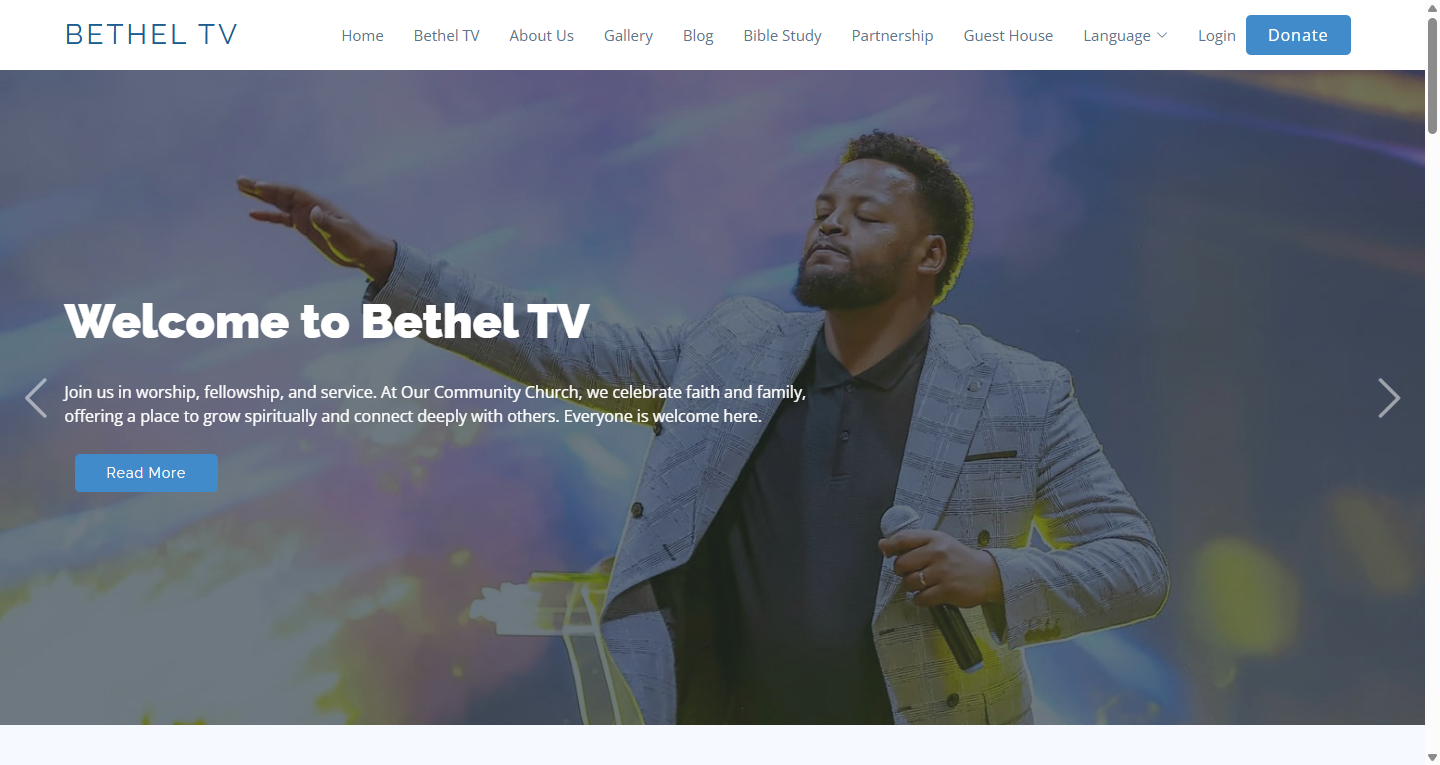 BETHEL TV
Home
Bethel TV
About Us
Gallery
Blog
Bible Study
Partnership
Guest House
Language
Login
Donate
Welcome to Bethel TV
Join us in worship, fellowship, and service. At Our Community Church, we celebrate faith and family,
offering a place to grow spiritually and connect deeply with others. Everyone is welcome here.
Read More